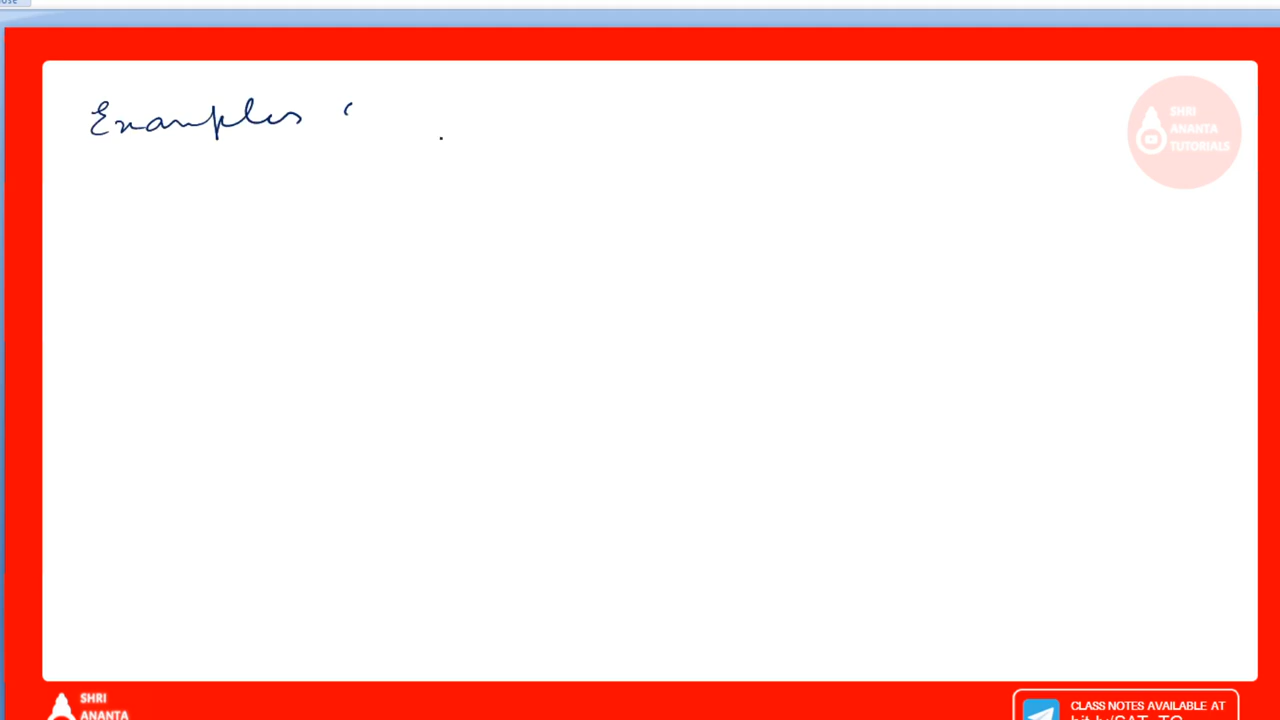 Examples (
SHRI
ANANTA
TUTORIALS
SHRI
ANANTA
CLASS NOTES AVAILABLE AT